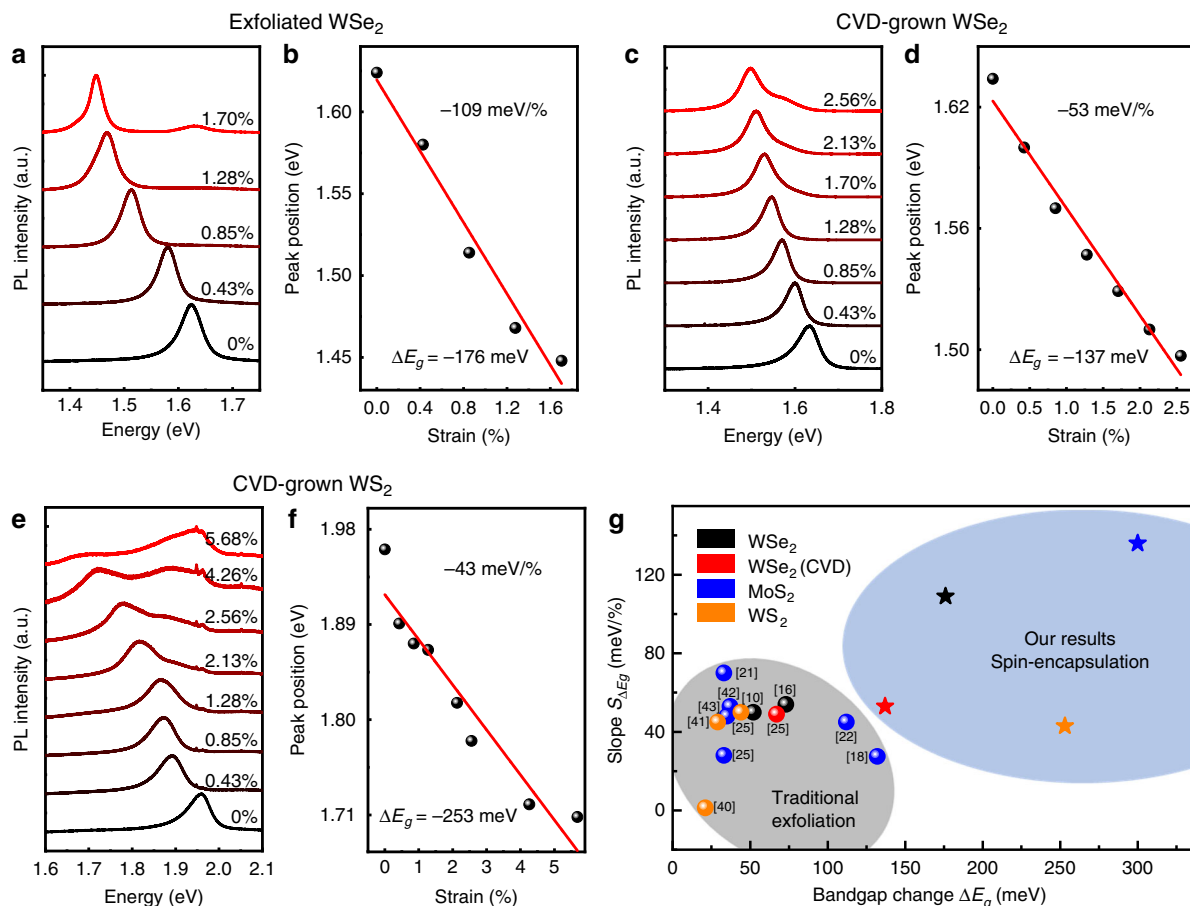 Exfoliated WSe₂
CVD-grown WSe₂
a
PL intensity (a.u.)
1.70%
1.28%
0.85%
0.43%
0%
1.4 1.5 1.6 1.7
Energy (eV)
b
Peak position (eV)
1.60
1.55
1.50
1.45
−109 meV/%
ΔE_g = −176 meV
0.0 0.4 0.8 1.2 1.6
Strain (%)
c
PL intensity (a.u.)
2.56%
2.13%
1.70%
1.28%
0.85%
0.43%
0%
1.4 1.6 1.8
Energy (eV)
d
Peak position (eV)
1.62
1.56
1.50
−53 meV/%
ΔE_g = −137 meV
0.0 0.5 1.0 1.5 2.0 2.5
Strain (%)
CVD-grown WS₂
e
PL intensity (a.u.)
5.68%
4.26%
2.56%
2.13%
1.28%
0.85%
0.43%
0%
1.6 1.7 1.8 1.9 2.0 2.1
Energy (eV)
f
Peak position (eV)
1.98
1.89
1.80
1.71
−43 meV/%
ΔE_g = −253 meV
0 1 2 3 4 5
Strain (%)
g
Slope S_ΔEg (meV/%)
120
80
40
0
WSe₂
WSe₂ (CVD)
MoS₂
WS₂
Our results
Spin-encapsulation
[21]
[42]
[10]
[16]
[43]
[41]
[25]
[25]
[22]
[25]
[18]
[40]
Traditional
exfoliation
0 50 100 150 200 250 300
Bandgap change ΔE_g (meV)